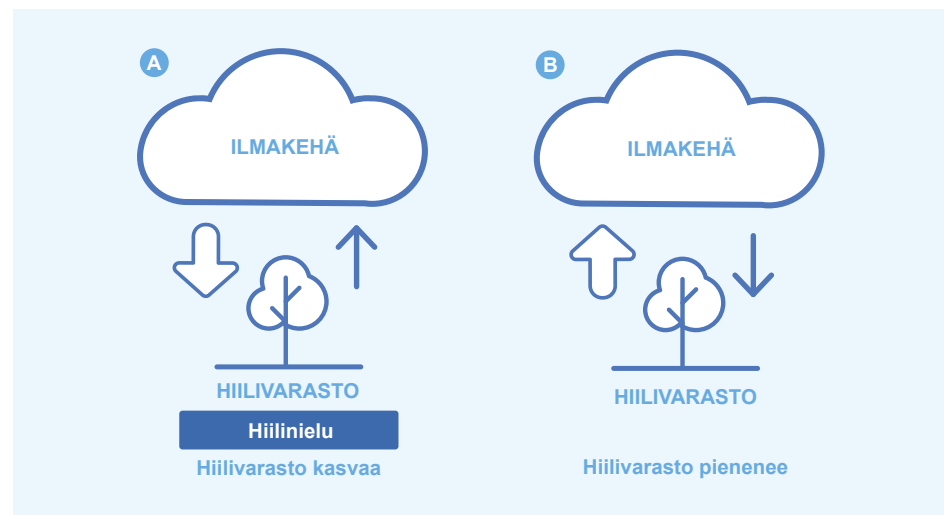 A
ILMAKEHÄ
HIILIVARASTO
Hiilinielu
Hiilivarasto kasvaa
B
ILMAKEHÄ
HIILIVARASTO
Hiilivarasto pienenee